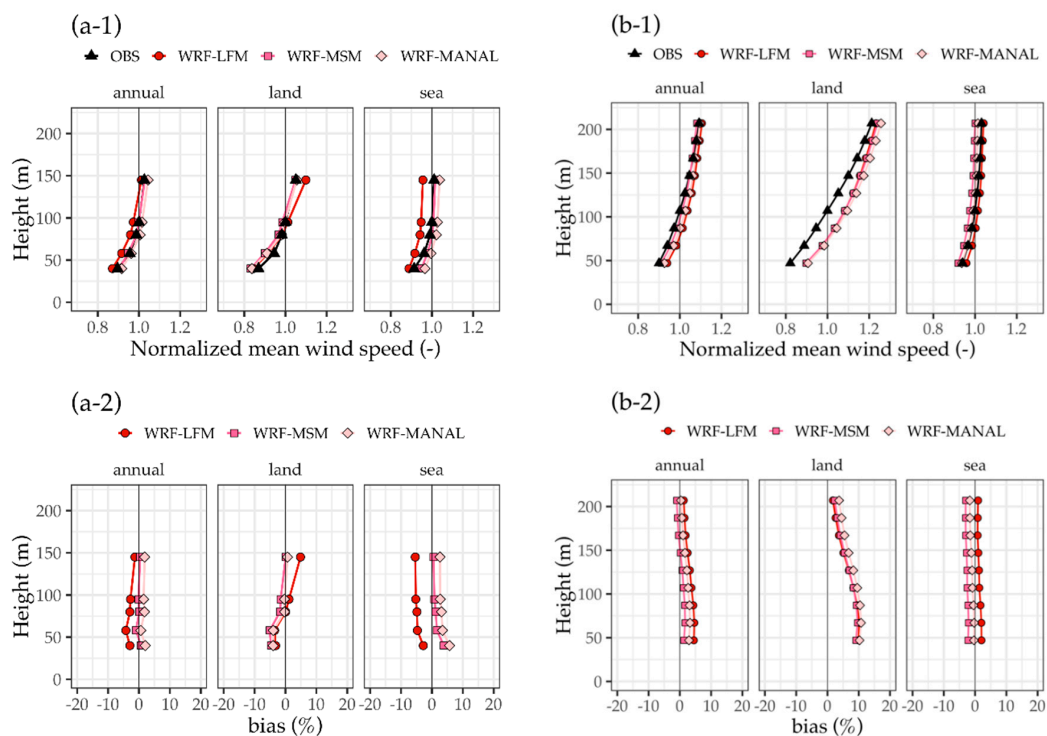 (a-1)
OBS WRF-LFM WRF-MSM WRF-MANAL
annual land sea
Height (m)
200
150
100
50
0
0.8 1.0 1.2 0.8 1.0 1.2 0.8 1.0 1.2
Normalized mean wind speed (-)
(b-1)
OBS WRF-LFM WRF-MSM WRF-MANAL
annual land sea
Height (m)
200
150
100
50
0
0.8 1.0 1.2 0.8 1.0 1.2 0.8 1.0 1.2
Normalized mean wind speed (-)
(a-2)
WRF-LFM WRF-MSM WRF-MANAL
annual land sea
Height (m)
200
150
100
50
0
-20 -10 0 10 20 -20 -10 0 10 20 -20 -10 0 10 20
bias (%)
(b-2)
WRF-LFM WRF-MSM WRF-MANAL
annual land sea
Height (m)
200
150
100
50
0
-20 -10 0 10 20 -20 -10 0 10 20 -20 -10 0 10 20
bias (%)